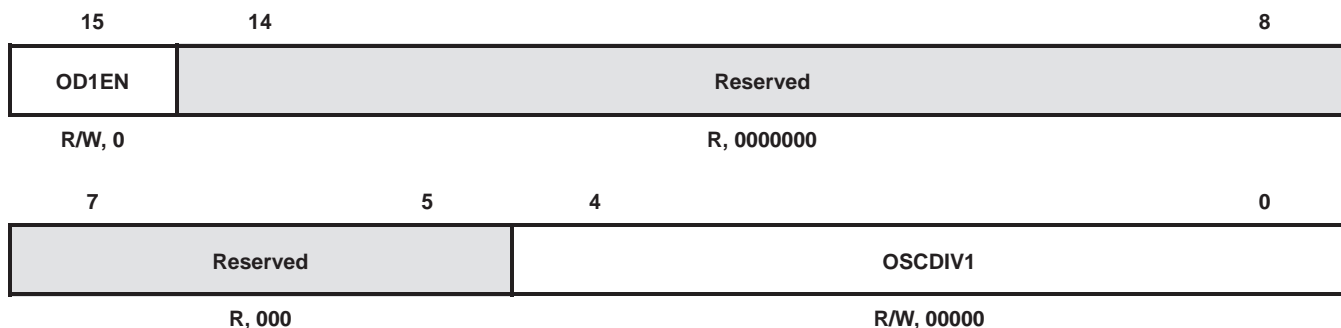 15 14 8
OD1EN Reserved
R/W, 0 R, 0000000
7 5 4 0
Reserved OSCDIV1
R, 000 R/W, 00000